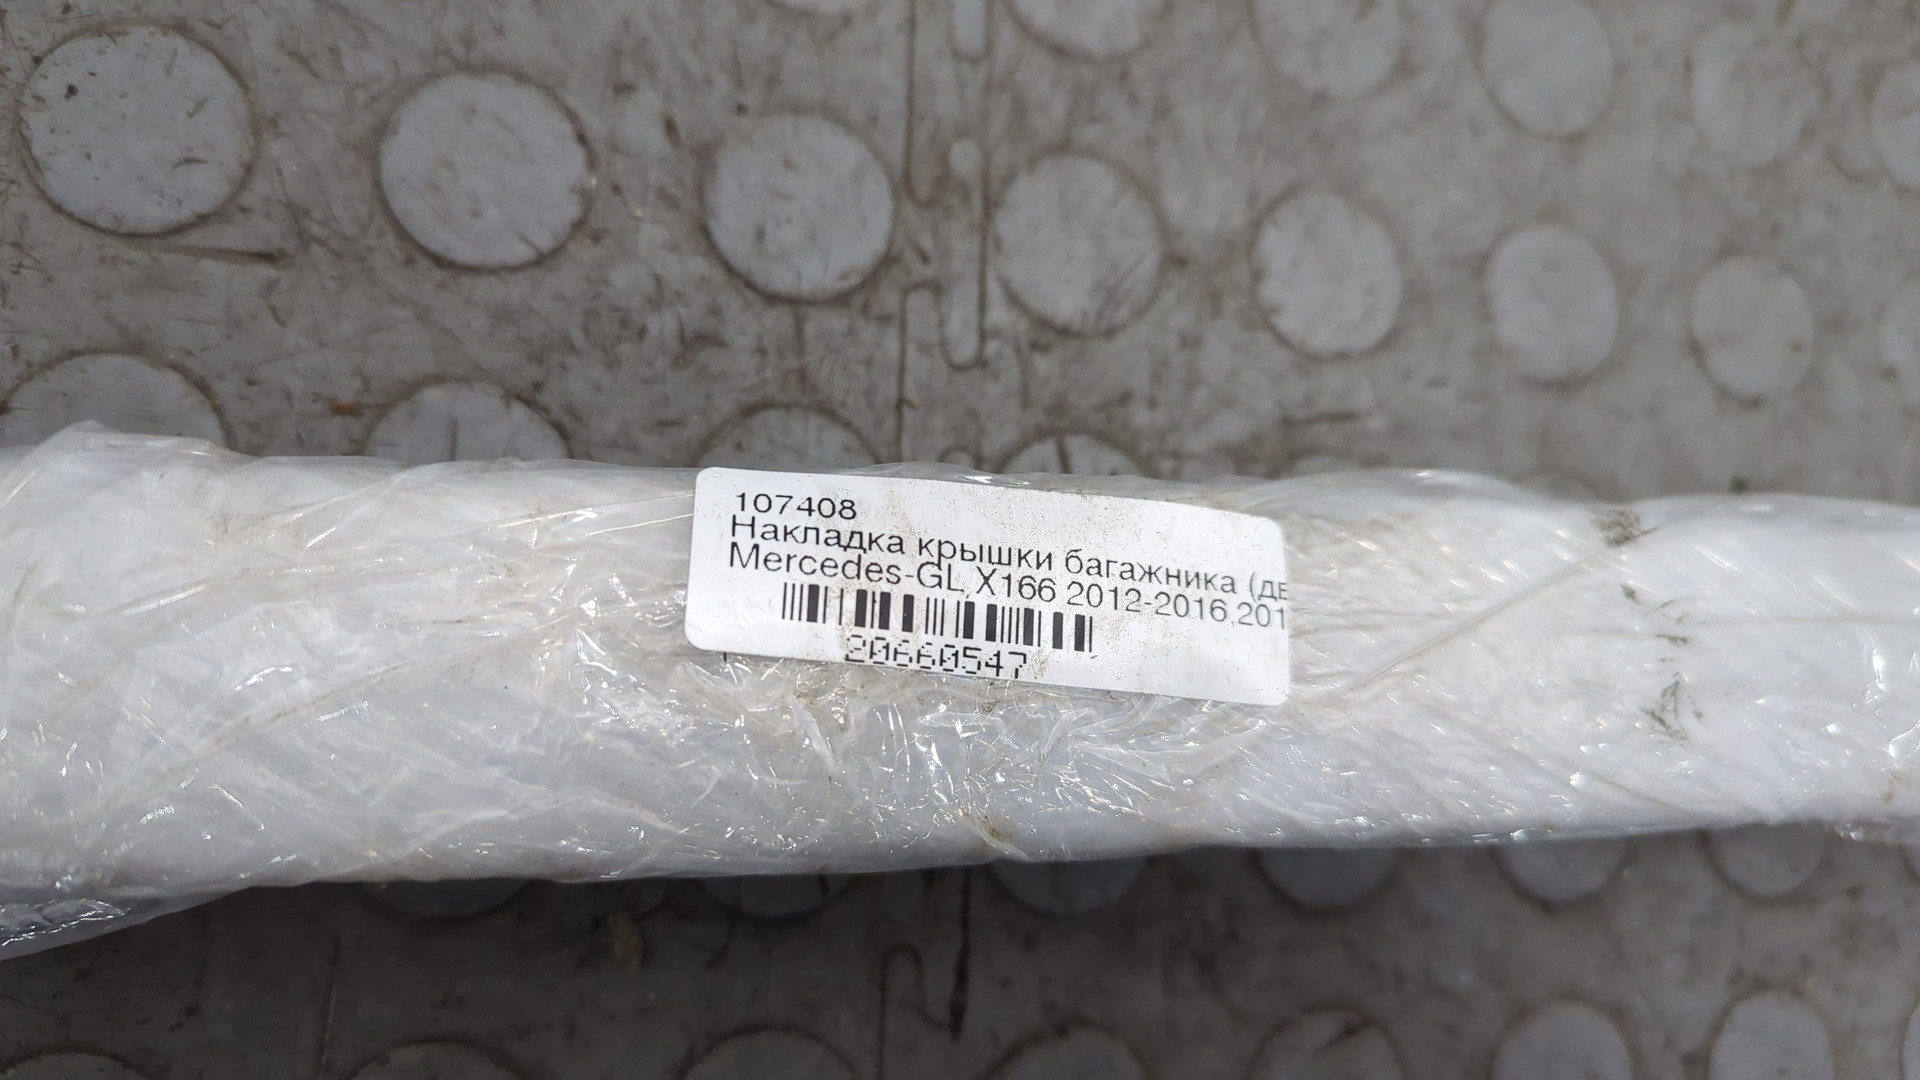 107408
Накладка крышки багажника (дв
Mercedes-GL X166 2012-2016,201
20660547